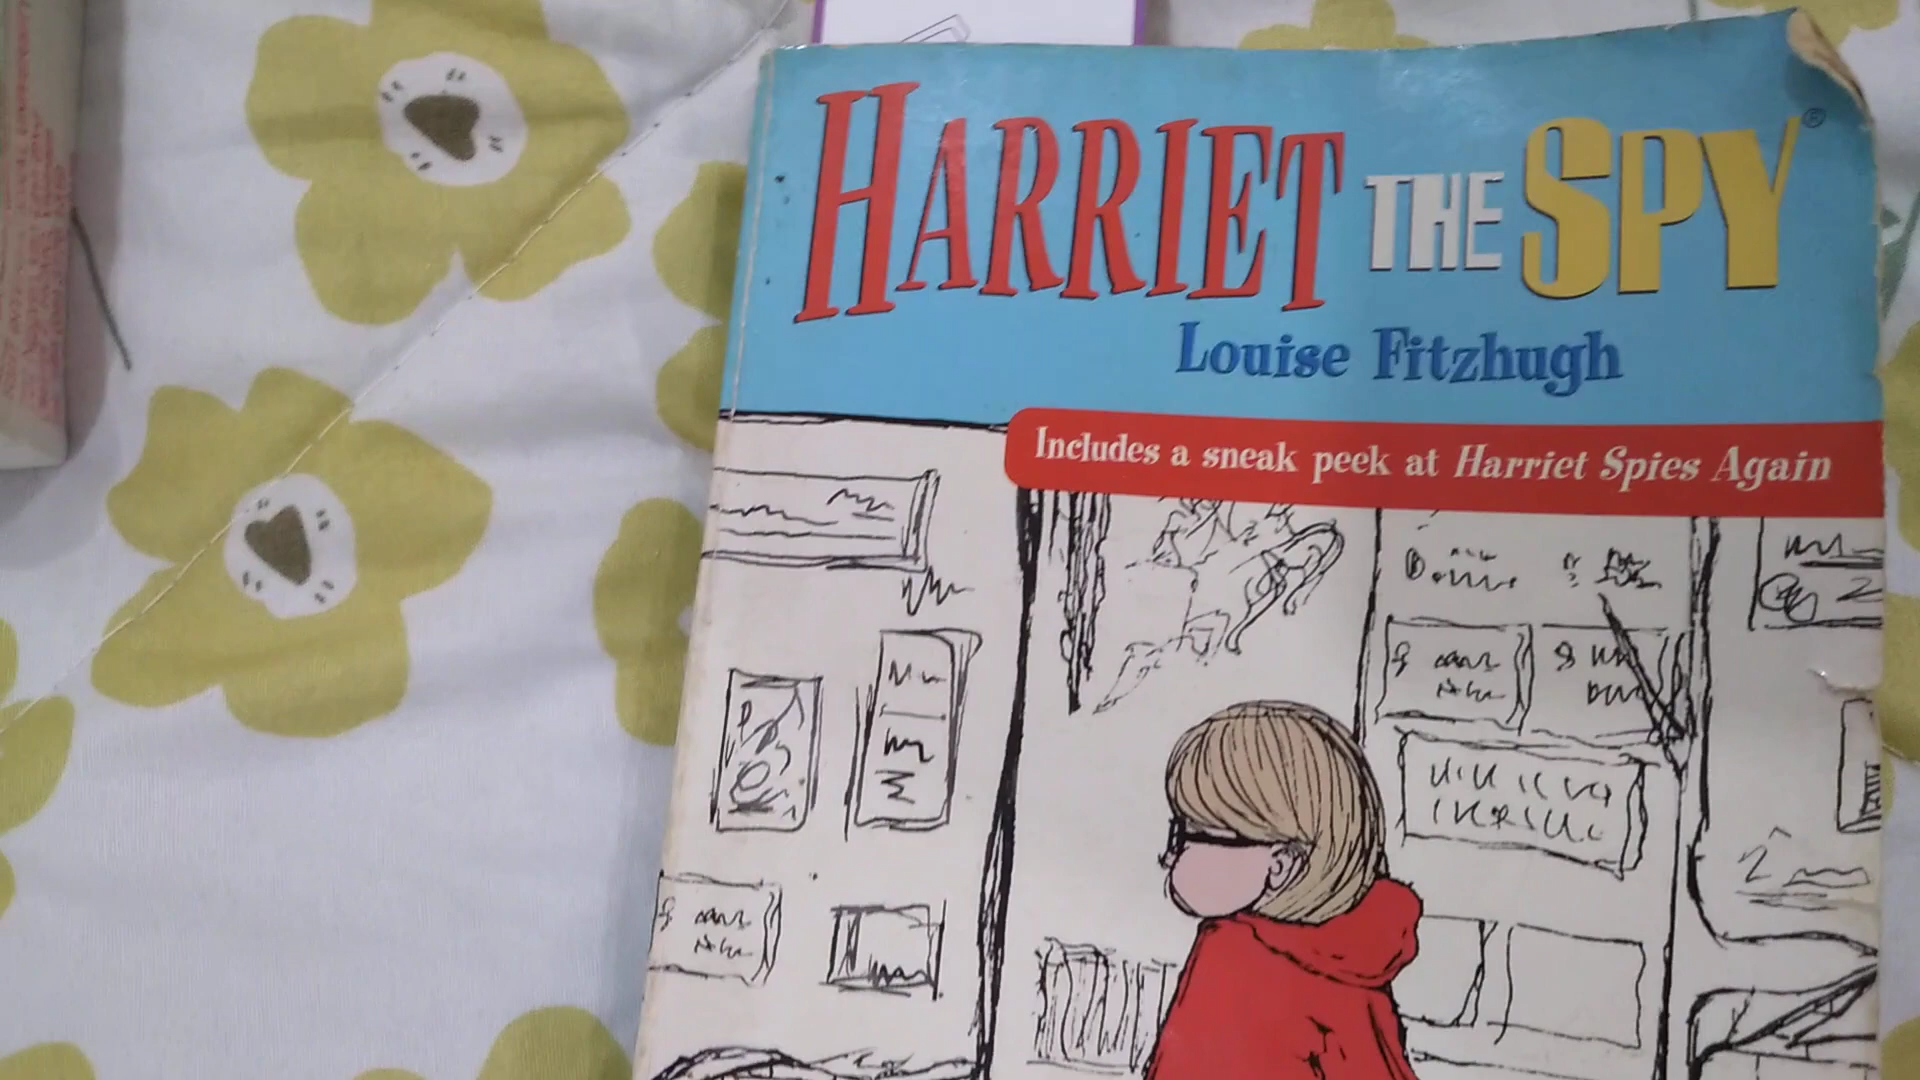 HARRIET THE SPY®
Louise Fitzhugh
Includes a sneak peek at Harriet Spies Again